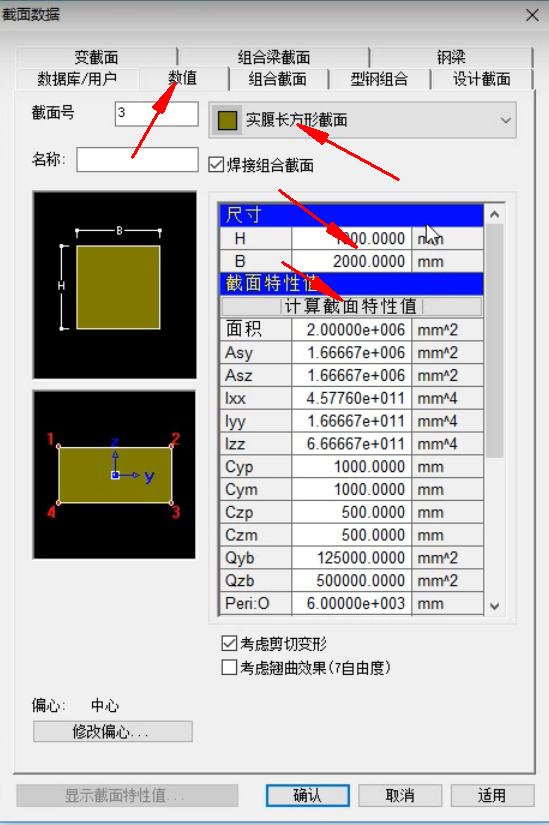 截面数据
变截面 组合梁截面 钢梁
数据库/用户 数值 组合截面 型钢组合 设计截面
截面号 3 实腹长方形截面
名称: 焊接组合截面
尺寸
H 1000.0000 mm
B 2000.0000 mm
截面特性值
计算截面特性值
面积 2.00000e+006 mm^2
Asy 1.66667e+006 mm^2
Asz 1.66667e+006 mm^2
Ixx 4.57760e+011 mm^4
Iyy 1.66667e+011 mm^4
Izz 6.66667e+011 mm^4
Cyp 1000.0000 mm
Cym 1000.0000 mm
Czp 500.0000 mm
Czm 500.0000 mm
Qyb 125000.0000 mm^2
Qzb 500000.0000 mm^2
Peri:O 6.00000e+003 mm
B
H
1 z 2
y
4 3
考虑剪切变形
考虑翘曲效果(7自由度)
偏心: 中心
修改偏心...
显示截面特性值...
确认 取消 适用